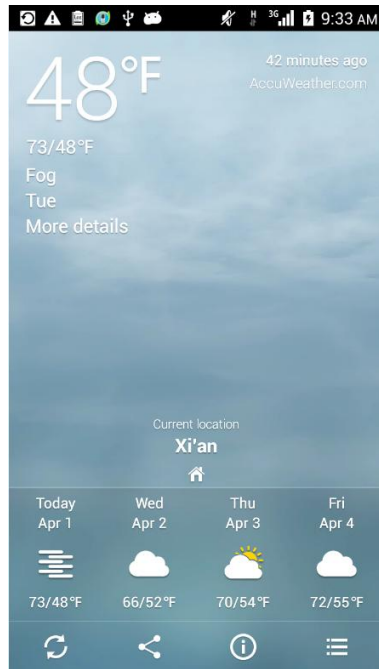 3G 9:33 AM
48°F
42 minutes ago
AccuWeather.com
73/48°F
Fog
Tue
More details
Current location
Xi'an
Today Wed Thu Fri
Apr 1 Apr 2 Apr 3 Apr 4
73/48°F 66/52°F 70/54°F 72/55°F